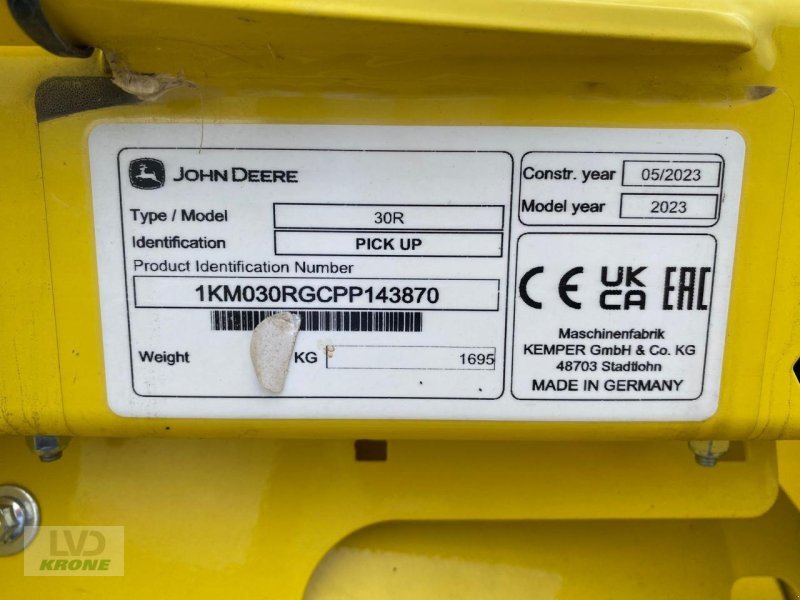 JOHN DEERE
Type / Model 30R
Identification PICK UP
Product Identification Number
1KM030RGCPP143870
Weight KG 1695
Constr. year 05/2023
Model year 2023
CE UK CA EAC
Maschinenfabrik
KEMPER GmbH & Co. KG
48703 Stadtlohn
MADE IN GERMANY
LVD
KRONE